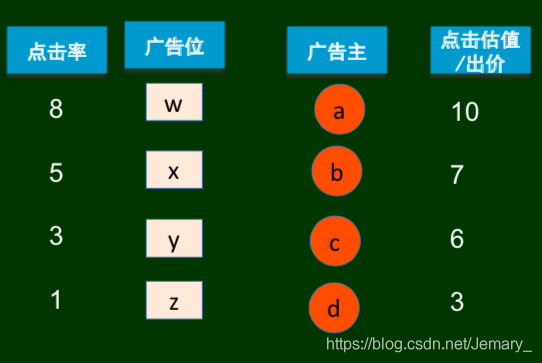 点击率 广告位 广告主 点击估值
/出价
8 w a 10
5 x b 7
3 y c 6
1 z d 3
https://blog.csdn.net/Jemary_